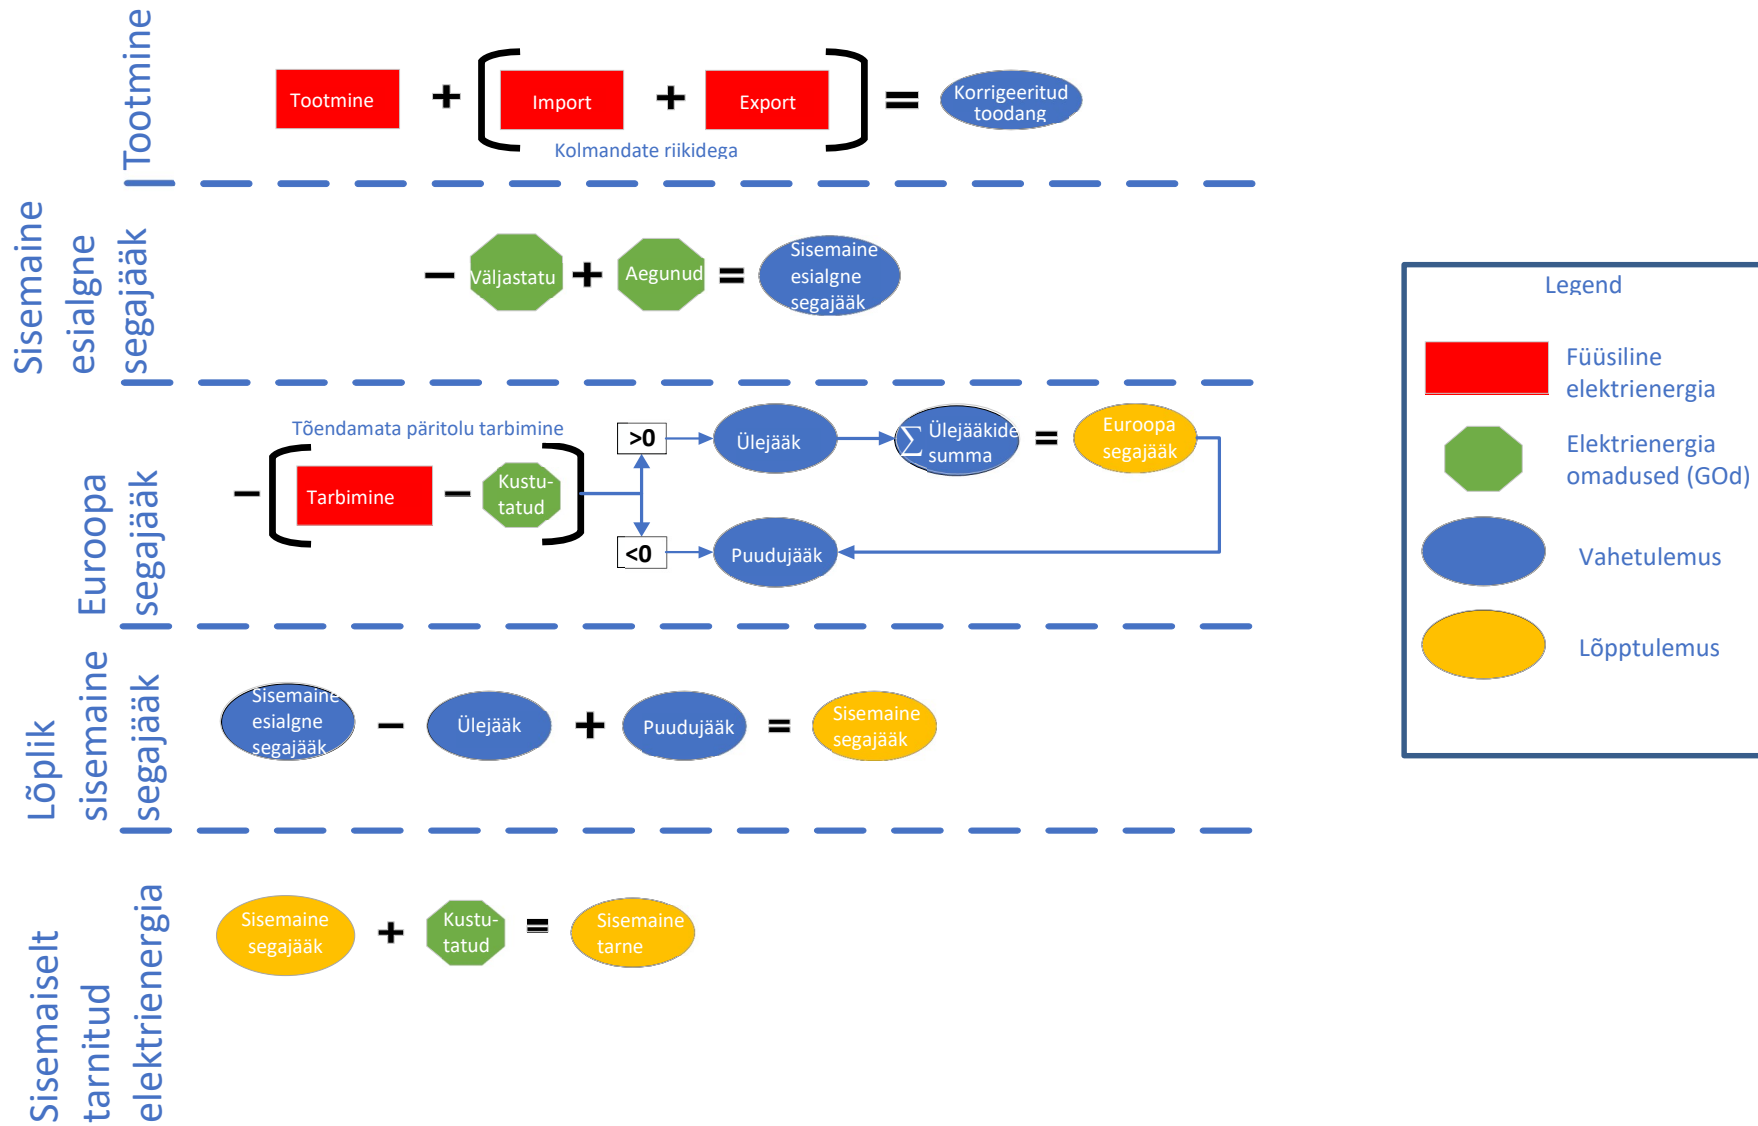 Tootmine
Tootmine + ( Import + Export ) = Korrigeeritud
toodang
Kolmandate riikidega
Sisemaine
esialgne
segajääk
− Väljastatu + Aegunud = Sisemaine
esialgne
segajääk
Euroopa
segajääk
Tõendamata päritolu tarbimine
− ( Tarbimine − Kustu-
tatud )
>0
Ülejääk
∑ Ülejääkide
summa
=
Euroopa
segajääk
<0
Puudujääk
Lõplik
sisemaine
segajääk
Sisemaine
esialgne
segajääk
− Ülejääk + Puudujääk = Sisemaine
segajääk
Sisemaiselt
tarnitud
elektrienergia
Sisemaine
segajääk
+
Kustu-
tatud
=
Sisemaine
tarne
Legend
Füüsiline
elektrienergia
Elektrienergia
omadused (GOd)
Vahetulemus
Lõpptulemus